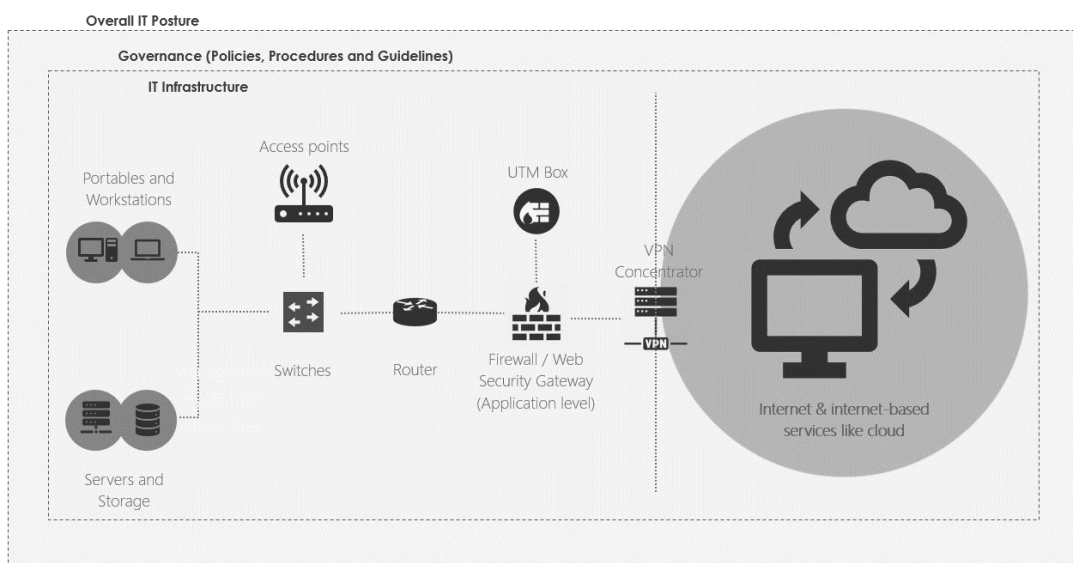 Overall IT Posture
Governance (Policies, Procedures and Guidelines)
IT Infrastructure
Access points
Portables and
Workstations
UTM Box
VPN
Concentrator
VPN
Switches
Router
Firewall / Web
Security Gateway
(Application level)
Internet & internet-based
services like cloud
Servers and
Storage